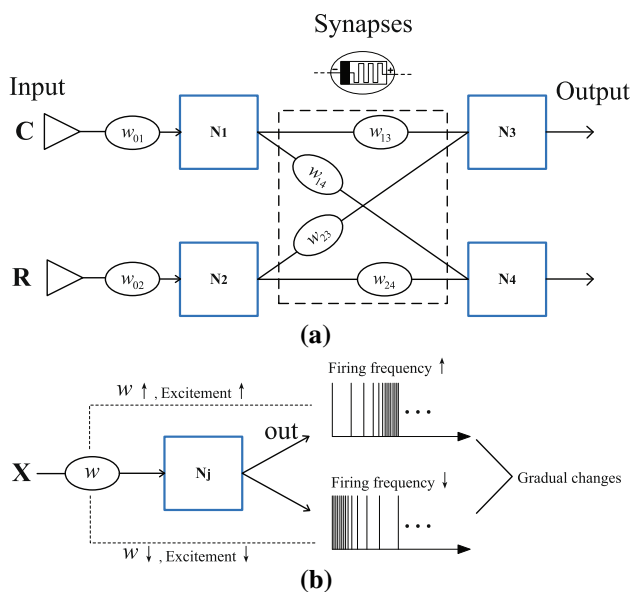 Synapses
- +
Input
Output
C
w01
N1
w13
N3
w14
w23
R
w02
N2
w24
N4
(a)
Firing frequency ↑
w ↑ , Excitement ↑
...
out
X
w
Nj
Gradual changes
Firing frequency ↓
...
w ↓ , Excitement ↓
(b)